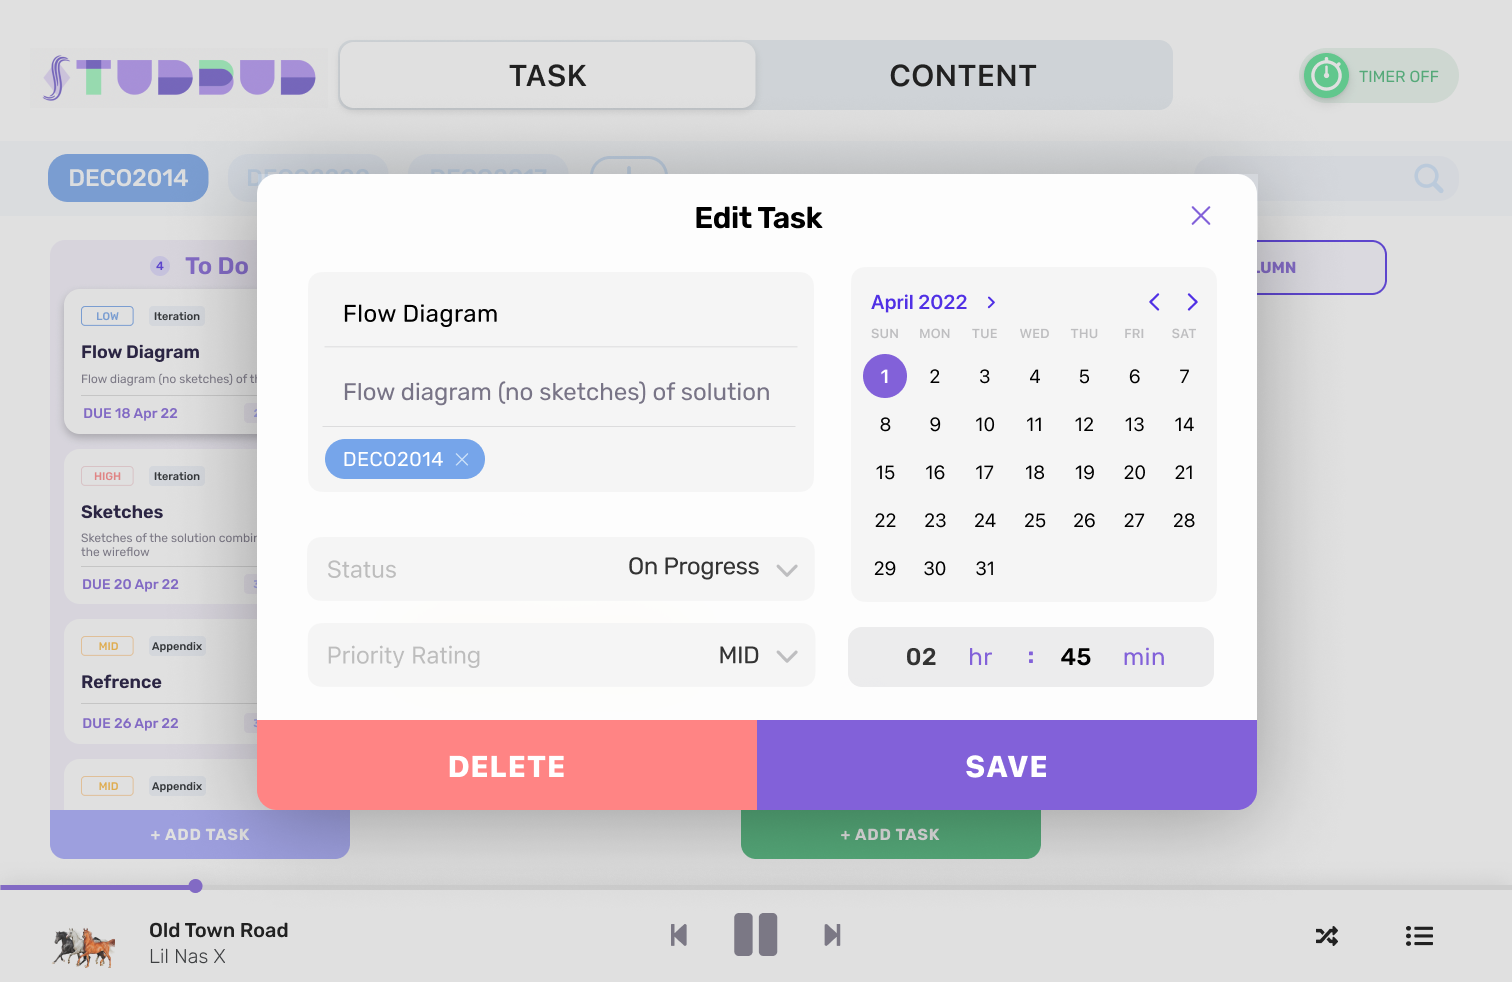 STUDBUD
TASK
CONTENT
TIMER OFF
DECO2014
Edit Task
4 To Do
LOW Iteration
Flow Diagram
Flow diagram (no sketches) of th
DUE 18 Apr 22
HIGH Iteration
Sketches
Sketches of the solution combin
the wireflow
DUE 20 Apr 22
MID Appendix
Refrence
DUE 26 Apr 22
MID Appendix
+ ADD TASK
Flow Diagram
Flow diagram (no sketches) of solution
DECO2014
Status On Progress
Priority Rating MID
April 2022
SUN MON TUE WED THU FRI SAT
1 2 3 4 5 6 7
8 9 10 11 12 13 14
15 16 17 18 19 20 21
22 23 24 25 26 27 28
29 30 31
02 hr : 45 min
DELETE
SAVE
LUMN
+ ADD TASK
Old Town Road
Lil Nas X